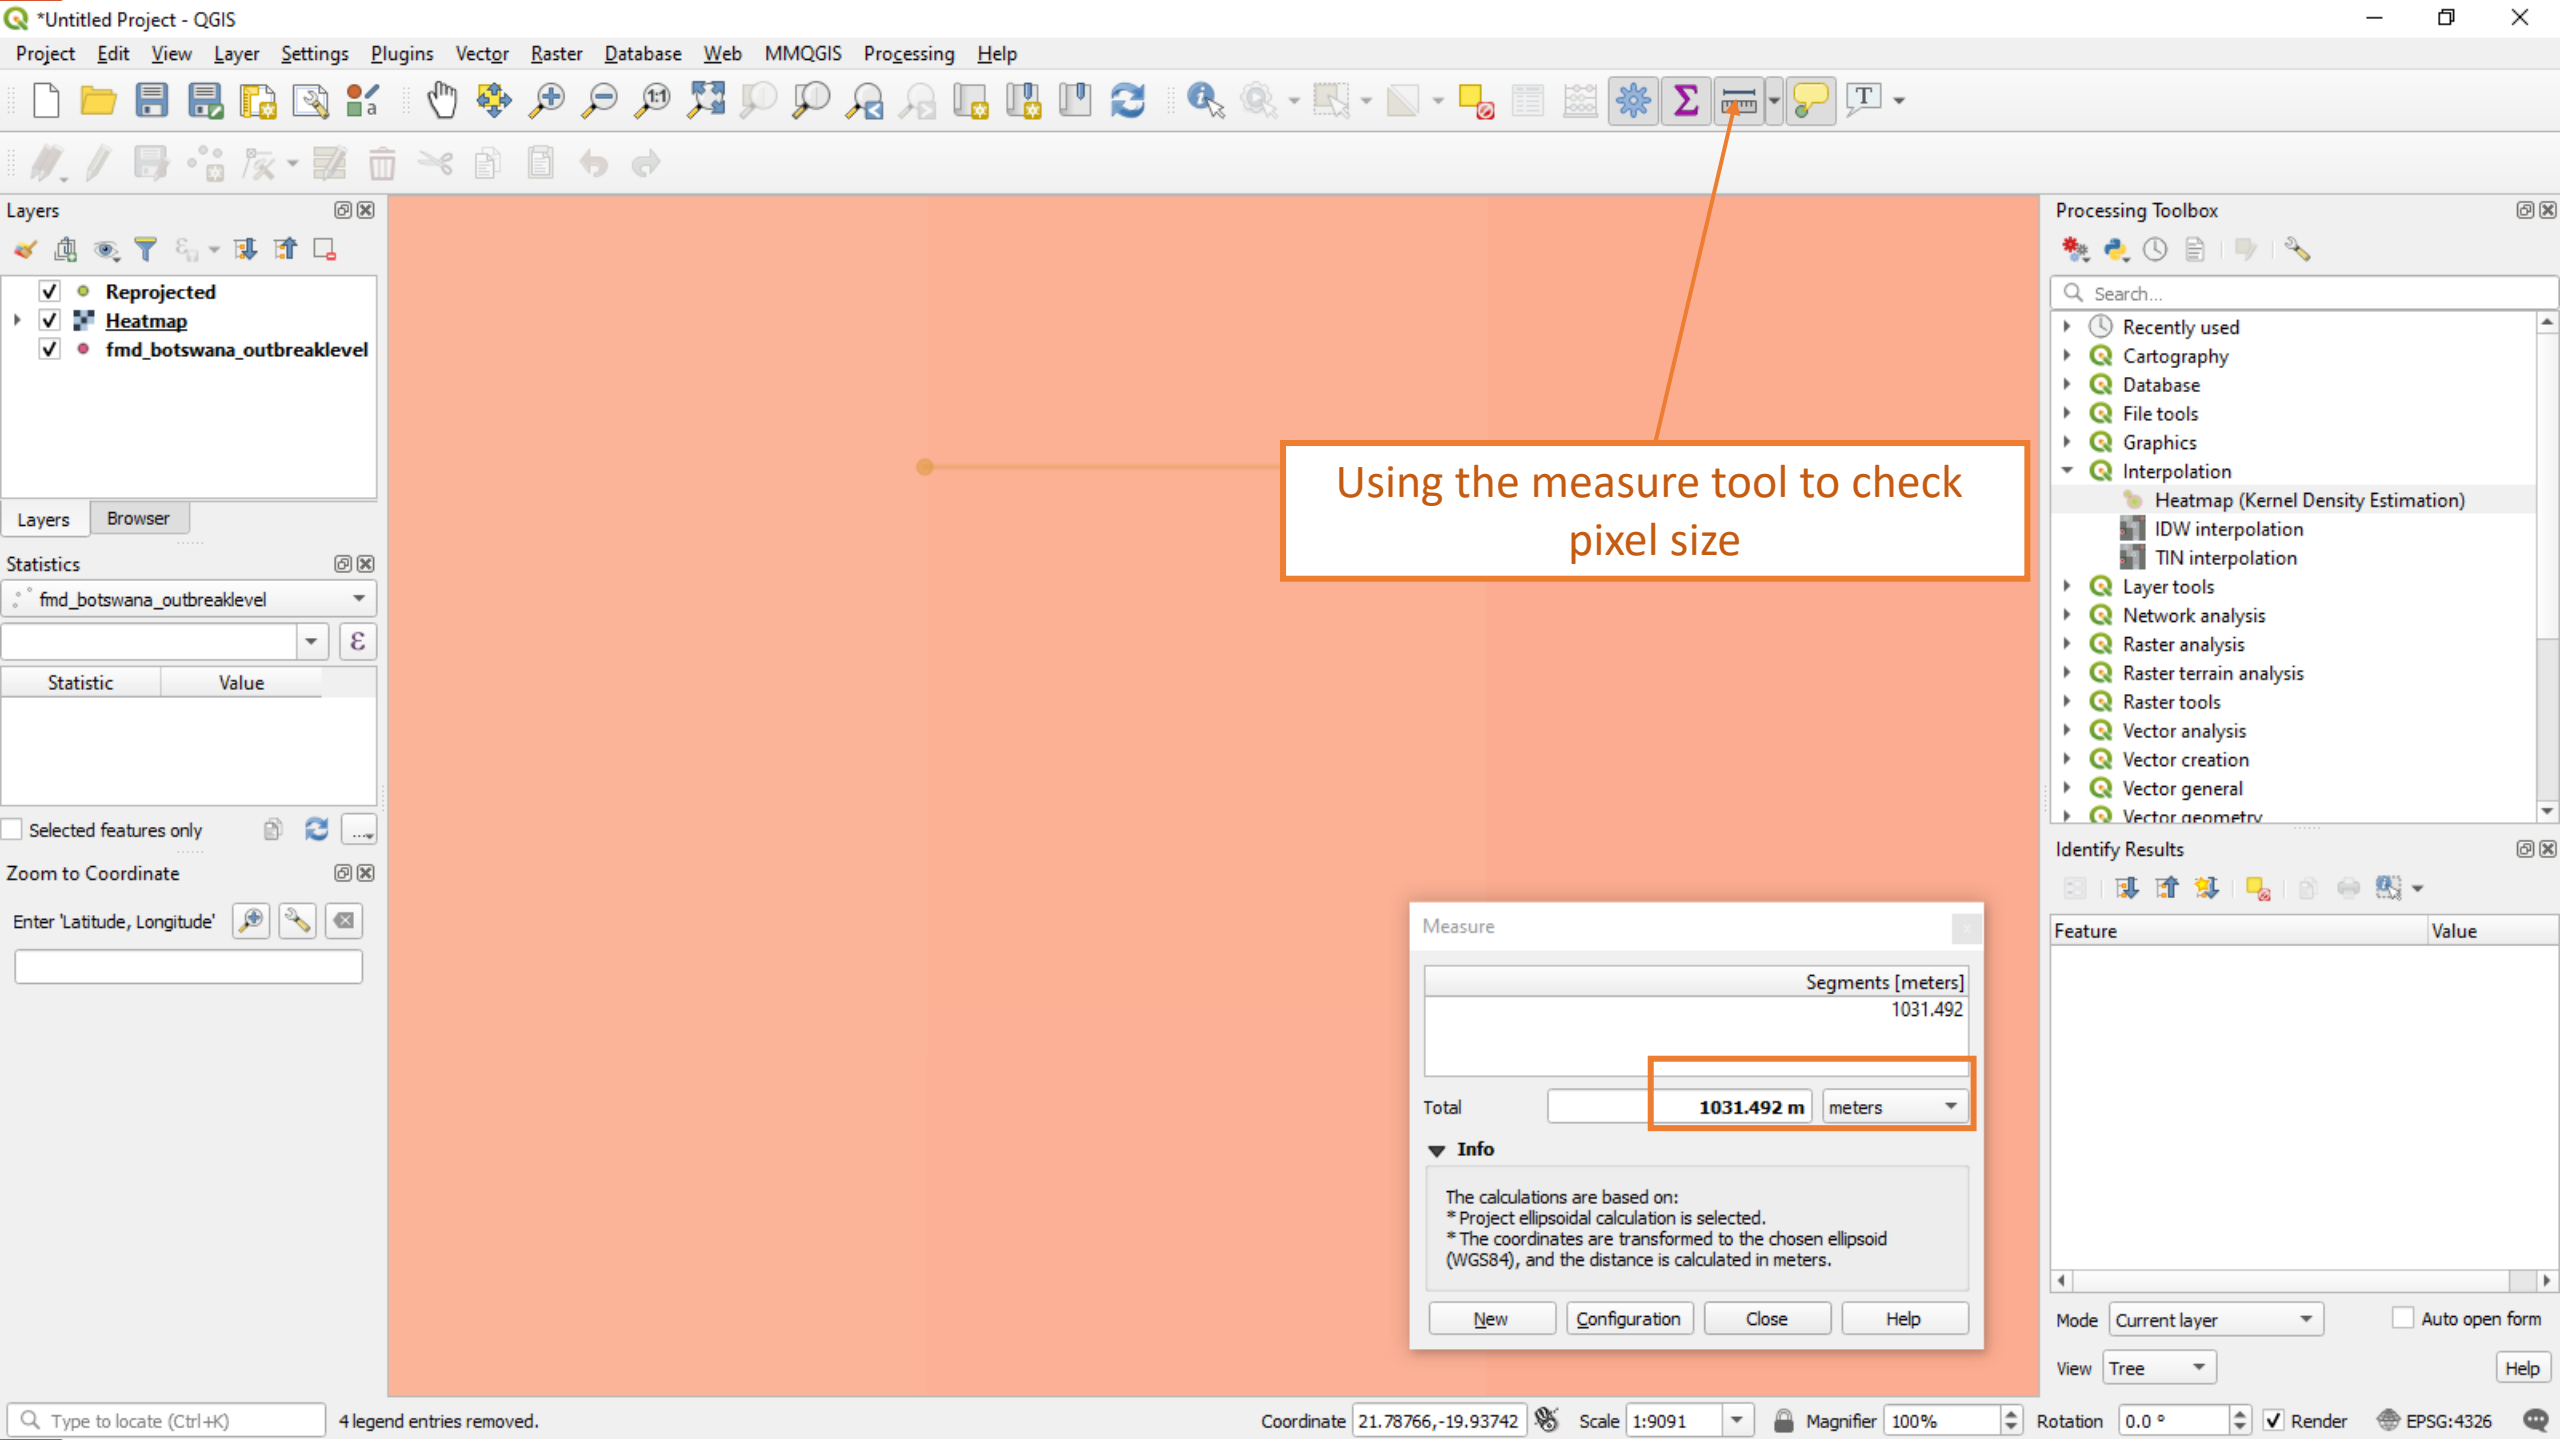 *Untitled Project - QGIS
Project Edit View Layer Settings Plugins Vector Raster Database Web MMQGIS Processing Help
1:1
a
T
Layers
Reprojected
Heatmap
fmd_botswana_outbreaklevel
Layers Browser
Statistics
fmd_botswana_outbreaklevel
ε
Statistic Value
Selected features only
...
Zoom to Coordinate
Enter 'Latitude, Longitude'
Using the measure tool to check
pixel size
Measure
Segments [meters]
1031.492
Total 1031.492 m meters
Info
The calculations are based on:
* Project ellipsoidal calculation is selected.
* The coordinates are transformed to the chosen ellipsoid
(WGS84), and the distance is calculated in meters.
New Configuration Close Help
Processing Toolbox
Search...
Recently used
Cartography
Database
File tools
Graphics
Interpolation
Heatmap (Kernel Density Estimation)
IDW interpolation
TIN interpolation
Layer tools
Network analysis
Raster analysis
Raster terrain analysis
Raster tools
Vector analysis
Vector creation
Vector general
Vector geometry
Identify Results
Feature Value
Mode Current layer Auto open form
View Tree Help
Type to locate (Ctrl+K) 4 legend entries removed. Coordinate 21.78766,-19.93742 Scale 1:9091 Magnifier 100% Rotation 0.0 ° Render EPSG:4326